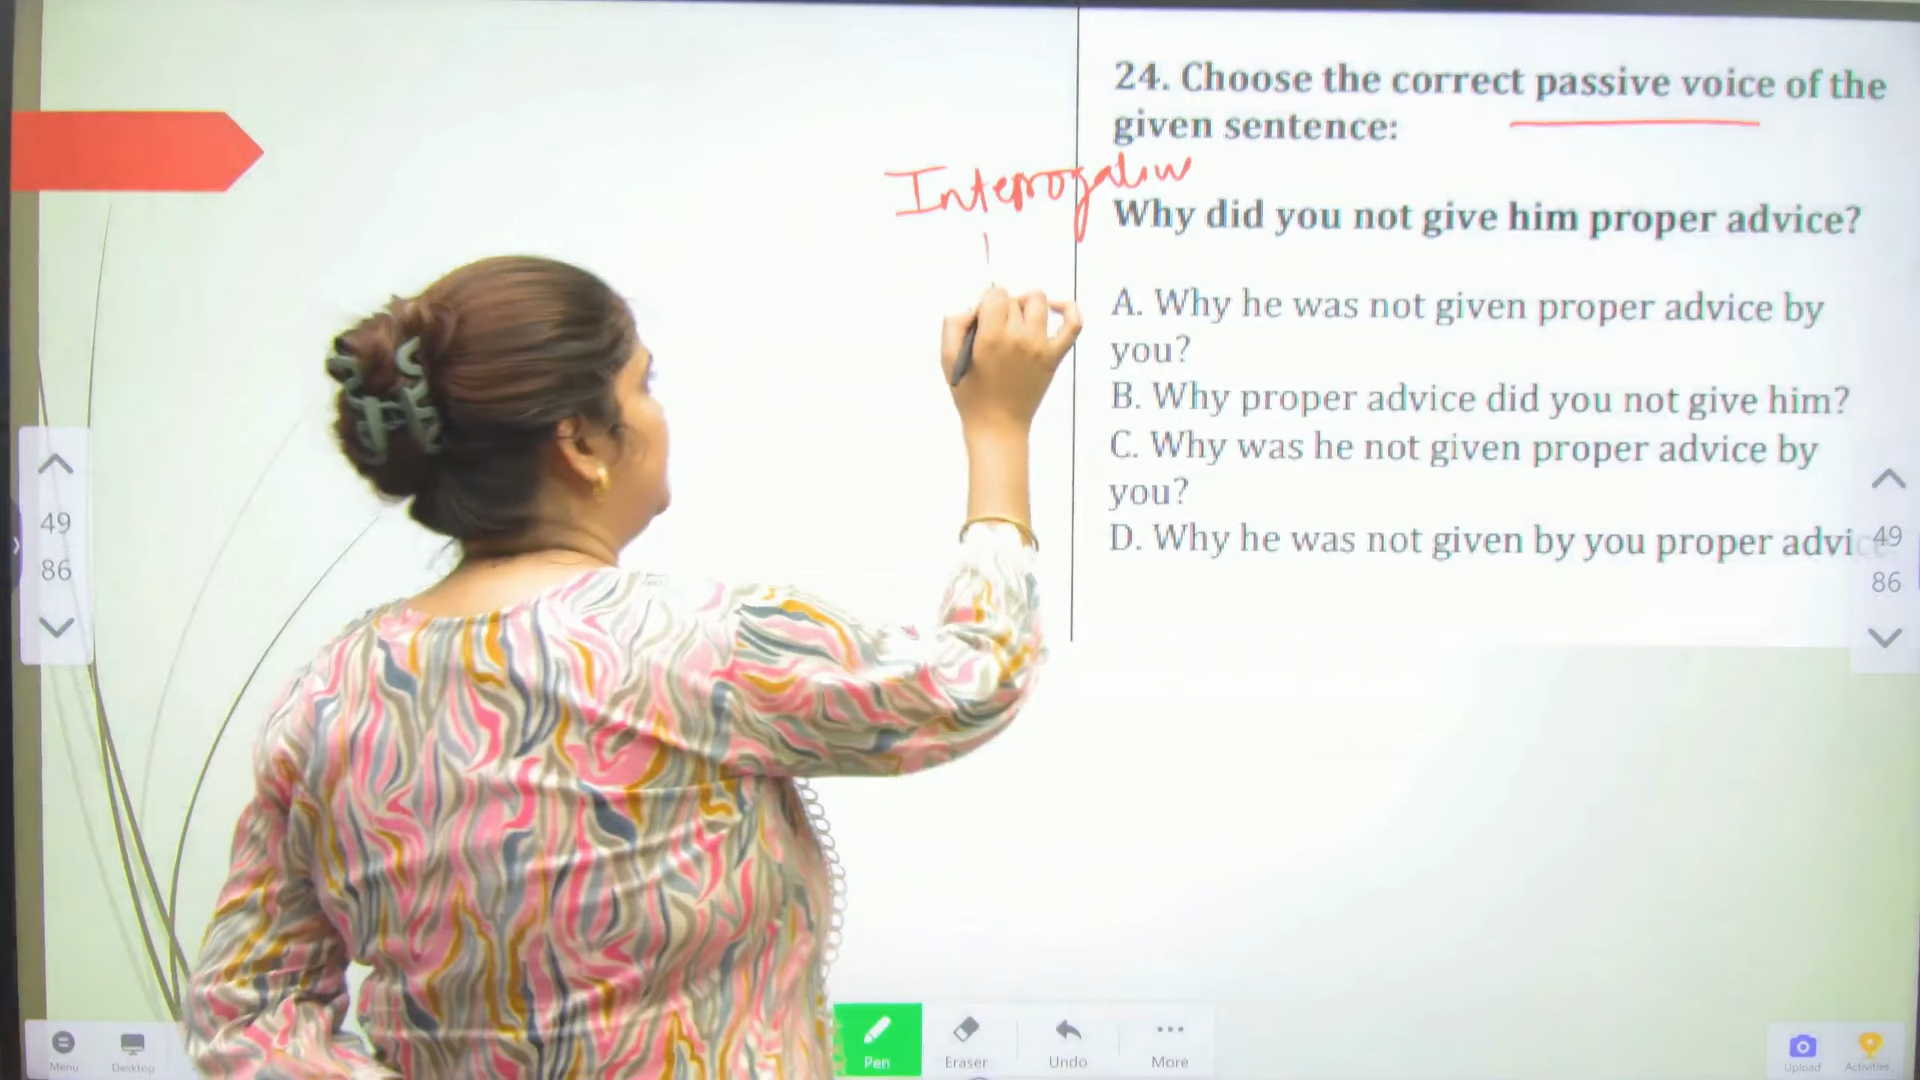 24. Choose the correct passive voice of the
given sentence:
Interrogative
Why did you not give him proper advice?
A. Why he was not given proper advice by
you?
B. Why proper advice did you not give him?
C. Why was he not given proper advice by
you?
D. Why he was not given by you proper
49
86
49
86
Menu
Desktop
Pen
Eraser
Undo
More
Upload
Activities